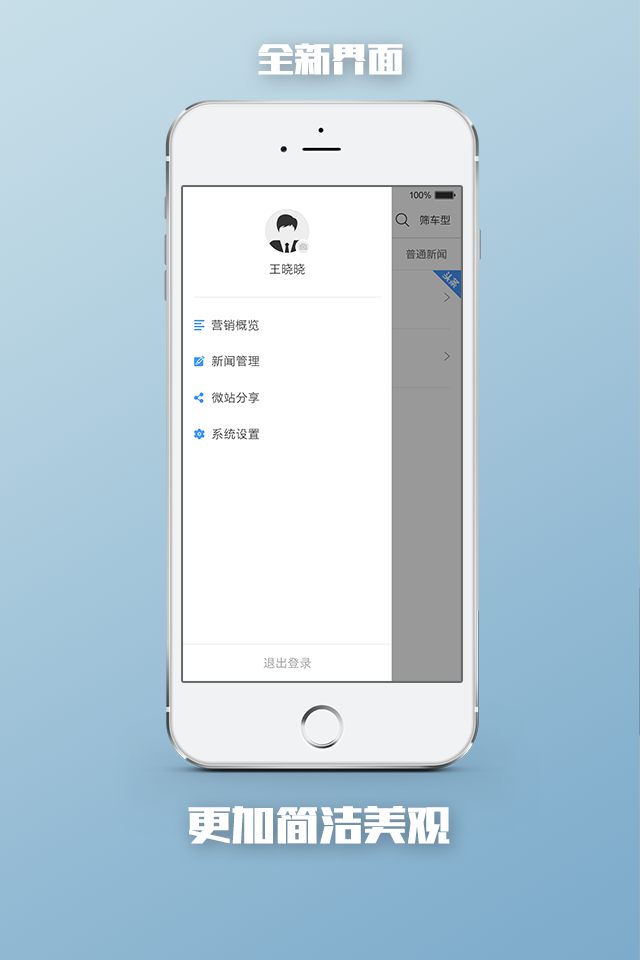 全新界面
100%
筛车型
王晓晓
普通新闻
头条
营销概览
新闻管理
微站分享
系统设置
退出登录
更加简洁美观